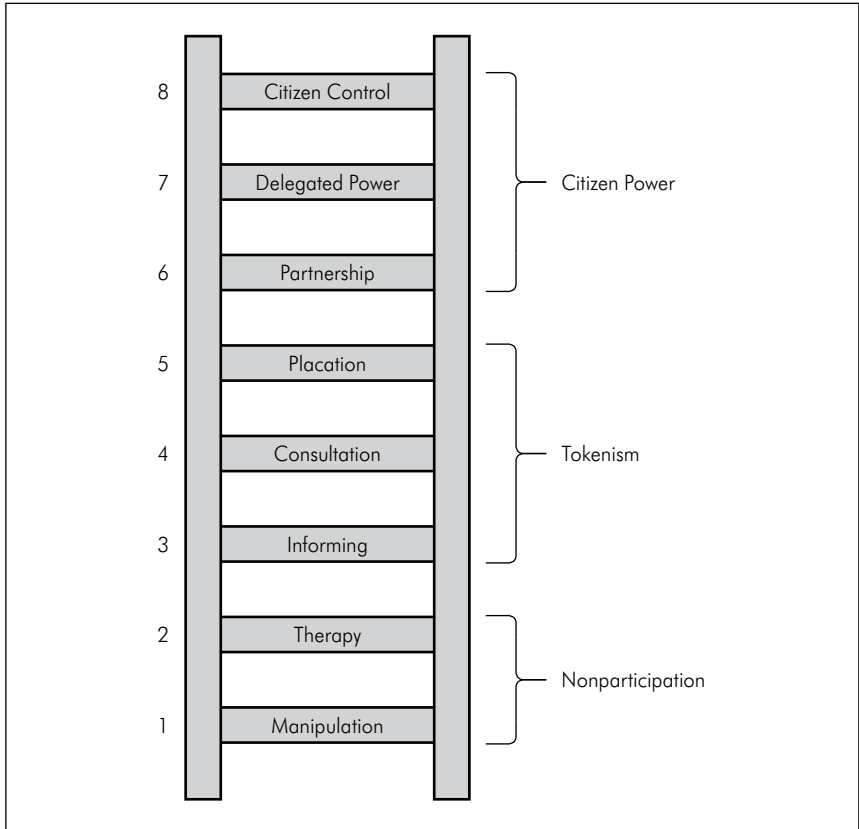 8 Citizen Control
7 Delegated Power Citizen Power
6 Partnership
5 Placation
4 Consultation Tokenism
3 Informing
2 Therapy
Nonparticipation
1 Manipulation